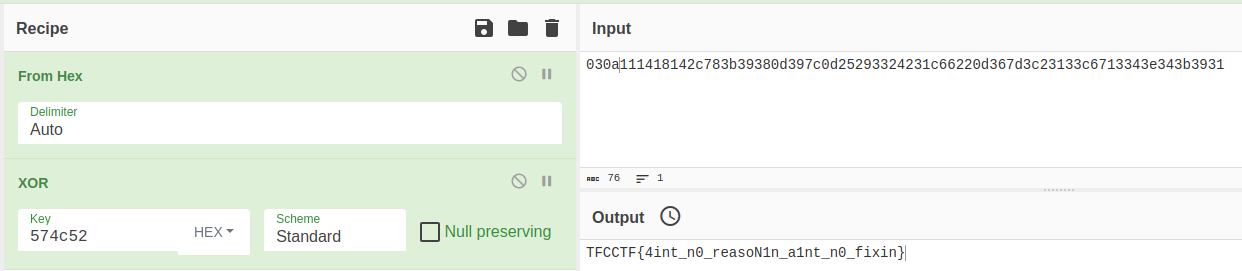 Recipe
From Hex
Delimiter
Auto
XOR
Key
574c52
HEX
Scheme
Standard
Null preserving
Input
030a111418142c783b39380d397c0d25293324231c66220d367d3c23133c6713343e343b3931
ABC 76 1
Output
TFCCTF{4int_n0_reasoN1n_a1nt_n0_fixin}